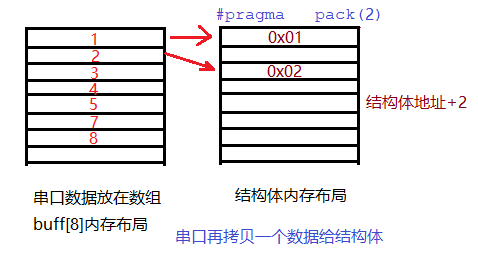 #pragma pack(2)
1
0x01
2
3
0x02
4
5
结构体地址+2
7
8
串口数据放在数组
buff[8]内存布局
结构体内存布局
串口再拷贝一个数据给结构体